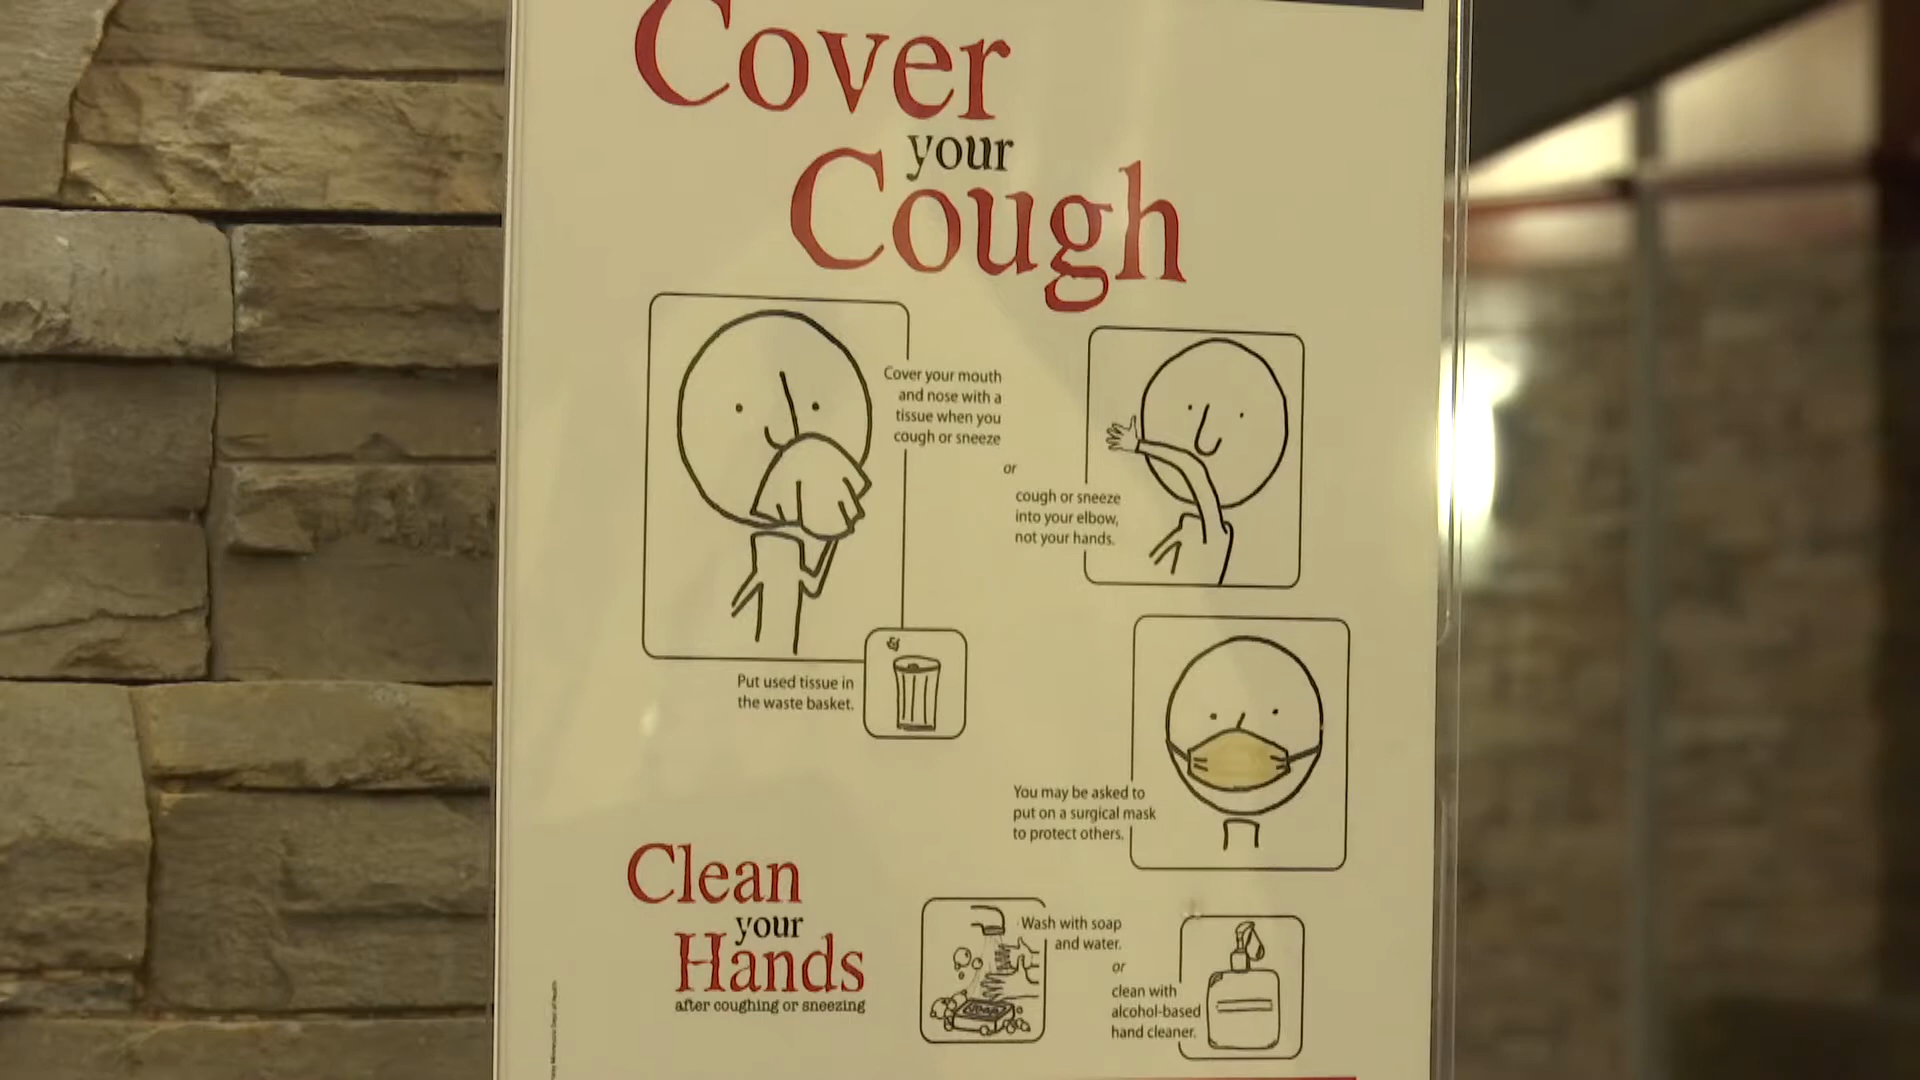 Cover
your
Cough
Cover your mouth
and nose with a
tissue when you
cough or sneeze
or
cough or sneeze
into your elbow,
not your hands.
&
Put used tissue in
the waste basket.
You may be asked to
put on a surgical mask
to protect others.
Clean
your
Hands
after coughing or sneezing
Wash with soap
and water.
or
clean with
alcohol-based
hand cleaner.
SOAP